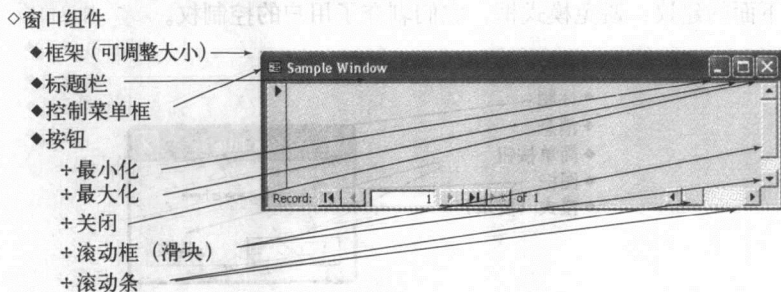 ◇窗口组件
◆框架(可调整大小)
Sample Window
◆标题栏
◆控制菜单框
◆按钮
÷最小化
÷最大化
Record: 1 of 1
÷关闭
÷滚动框(滑块)
÷滚动条